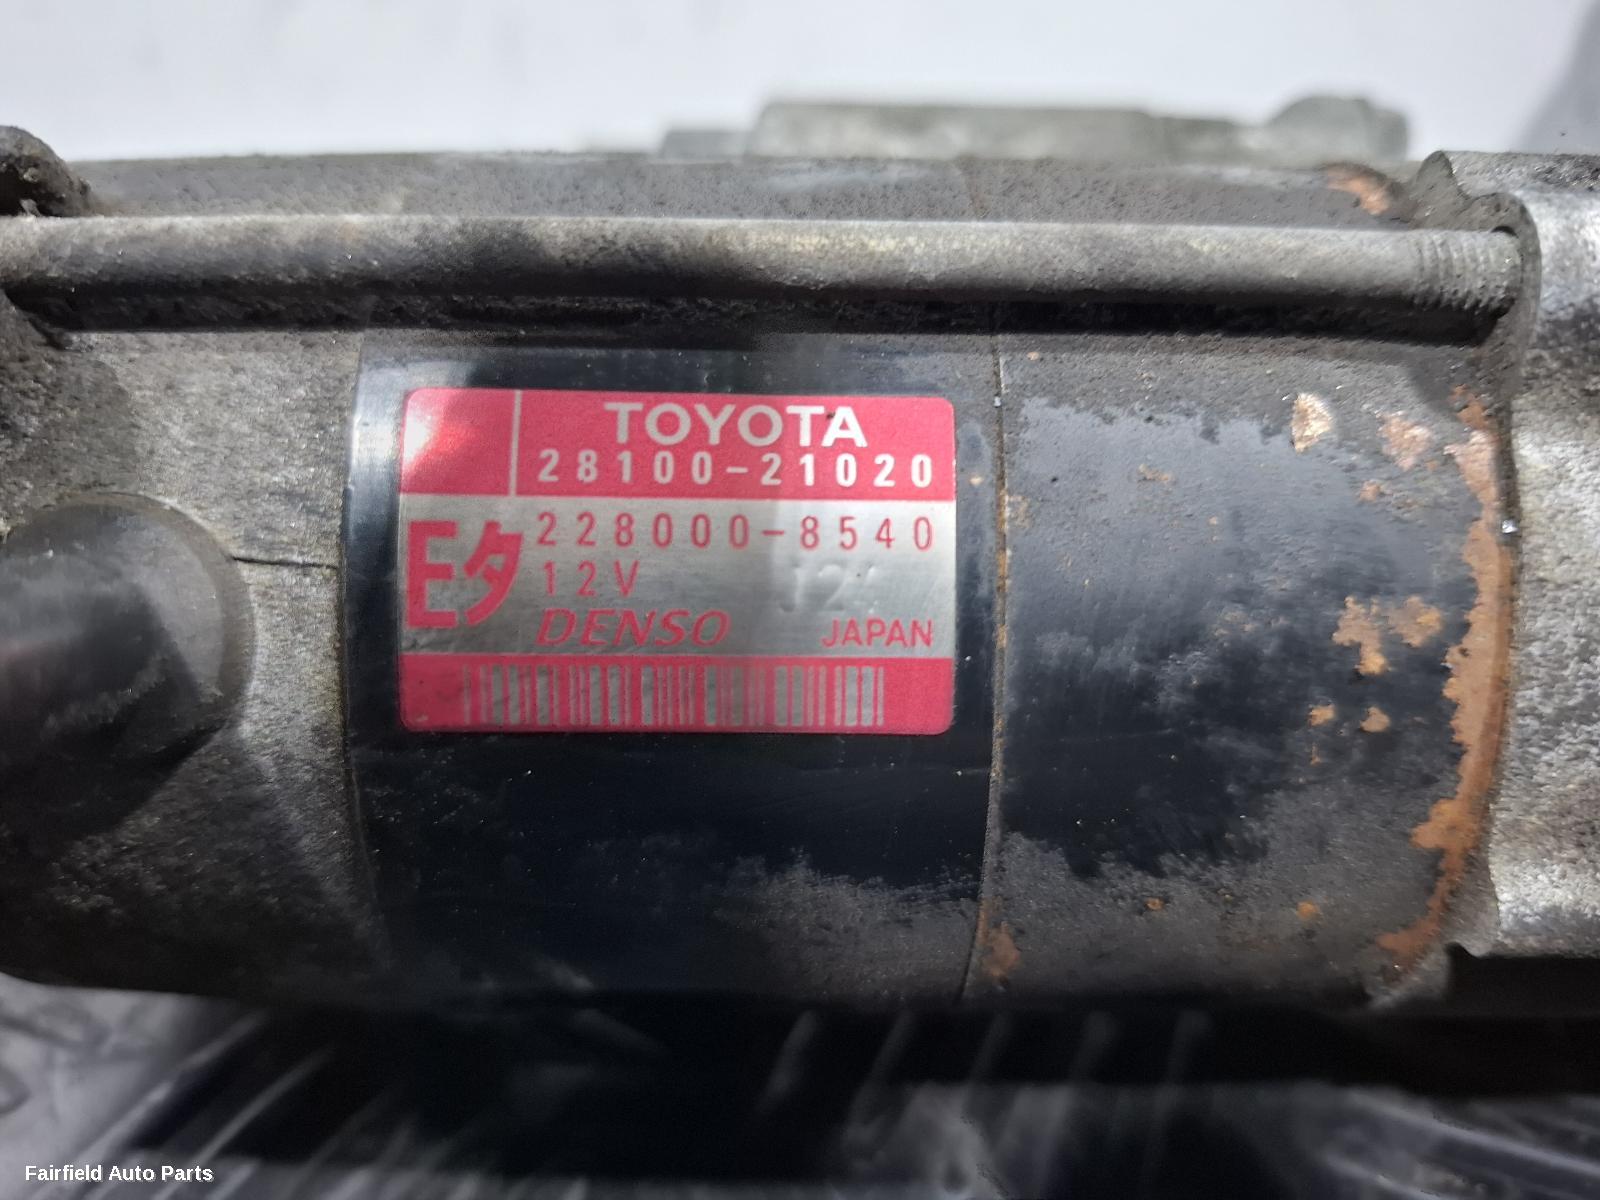 TOYOTA
28100-21020
Eタ
228000-8540
12V
DENSO
JAPAN
Fairfield Auto Parts